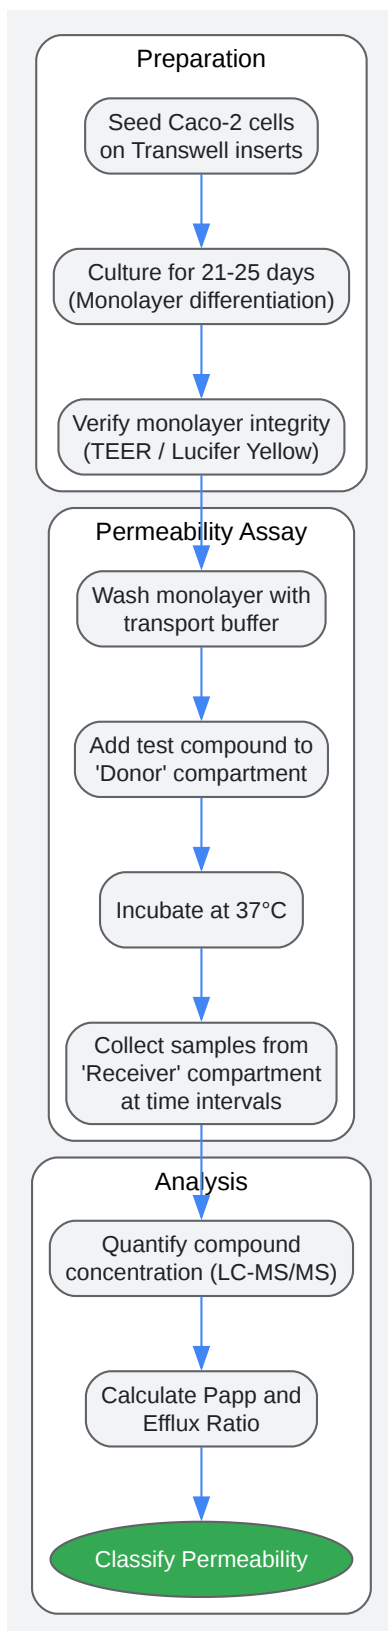 Preparation
Seed Caco-2 cells
on Transwell inserts
Culture for 21-25 days
(Monolayer differentiation)
Verify monolayer integrity
(TEER / Lucifer Yellow)
Permeability Assay
Wash monolayer with
transport buffer
Add test compound to
'Donor' compartment
Incubate at 37°C
Collect samples from
'Receiver' compartment
at time intervals
Analysis
Quantify compound
concentration (LC-MS/MS)
Calculate Papp and
Efflux Ratio
Classify Permeability